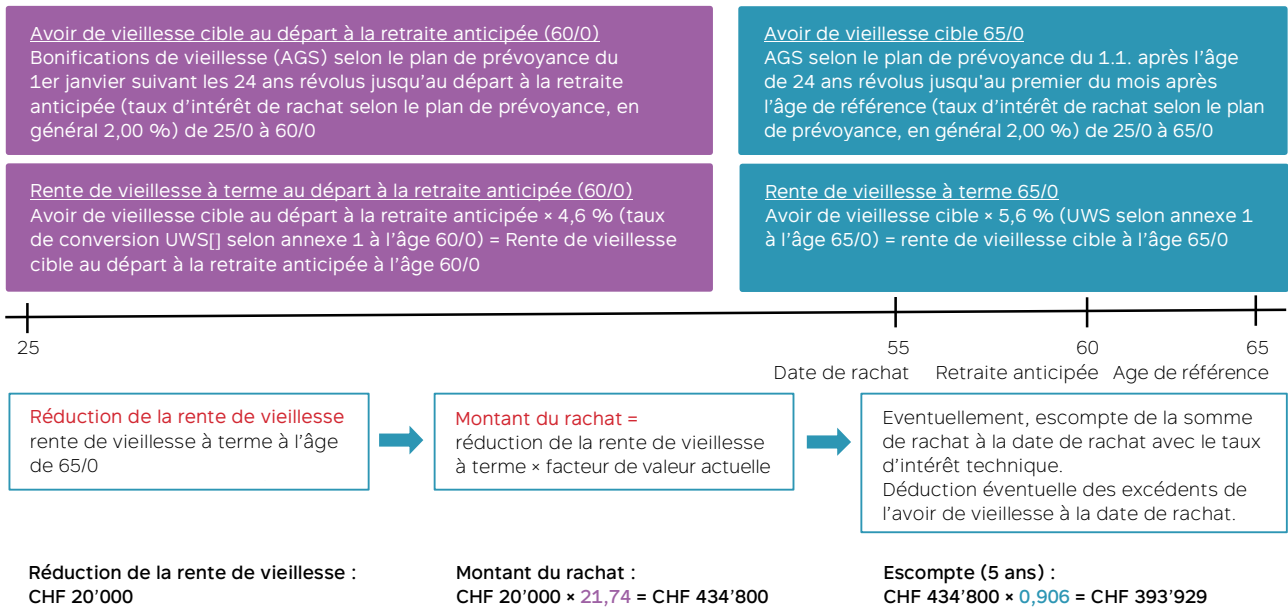 Avoir de vieillesse cible au départ à la retraite anticipée (60/0)
Bonifications de vieillesse (AGS) selon le plan de prévoyance du
1er janvier suivant les 24 ans révolus jusqu'au départ à la retraite
anticipée (taux d'intérêt de rachat selon le plan de prévoyance, en
général 2,00 %) de 25/0 à 60/0
Avoir de vieillesse cible 65/0
AGS selon le plan de prévoyance du 1.1. après l'âge
de 24 ans révolus jusqu'au premier du mois après
l'âge de référence (taux d'intérêt de rachat selon le plan
de prévoyance, en général 2,00 %) de 25/0 à 65/0
Rente de vieillesse à terme au départ à la retraite anticipée (60/0)
Avoir de vieillesse cible au départ à la retraite anticipée × 4,6 % (taux
de conversion UWS[] selon annexe 1 à l'âge 60/0) = Rente de vieillesse
cible au départ à la retraite anticipée à l'âge 60/0
Rente de vieillesse à terme 65/0
Avoir de vieillesse cible × 5,6 % (UWS selon annexe 1
à l'âge 65/0) = rente de vieillesse cible à l'âge 65/0
25
55
60
65
Date de rachat
Retraite anticipée
Age de référence
Réduction de la rente de vieillesse
rente de vieillesse à terme à l'âge
de 65/0
Montant du rachat =
réduction de la rente de vieillesse
à terme × facteur de valeur actuelle
Eventuellement, escompte de la somme
de rachat à la date de rachat avec le taux
d'intérêt technique.
Déduction éventuelle des excédents de
l'avoir de vieillesse à la date de rachat.
Réduction de la rente de vieillesse :
CHF 20'000
Montant du rachat :
CHF 20'000 × 21,74 = CHF 434'800
Escompte (5 ans) :
CHF 434'800 × 0,906 = CHF 393'929